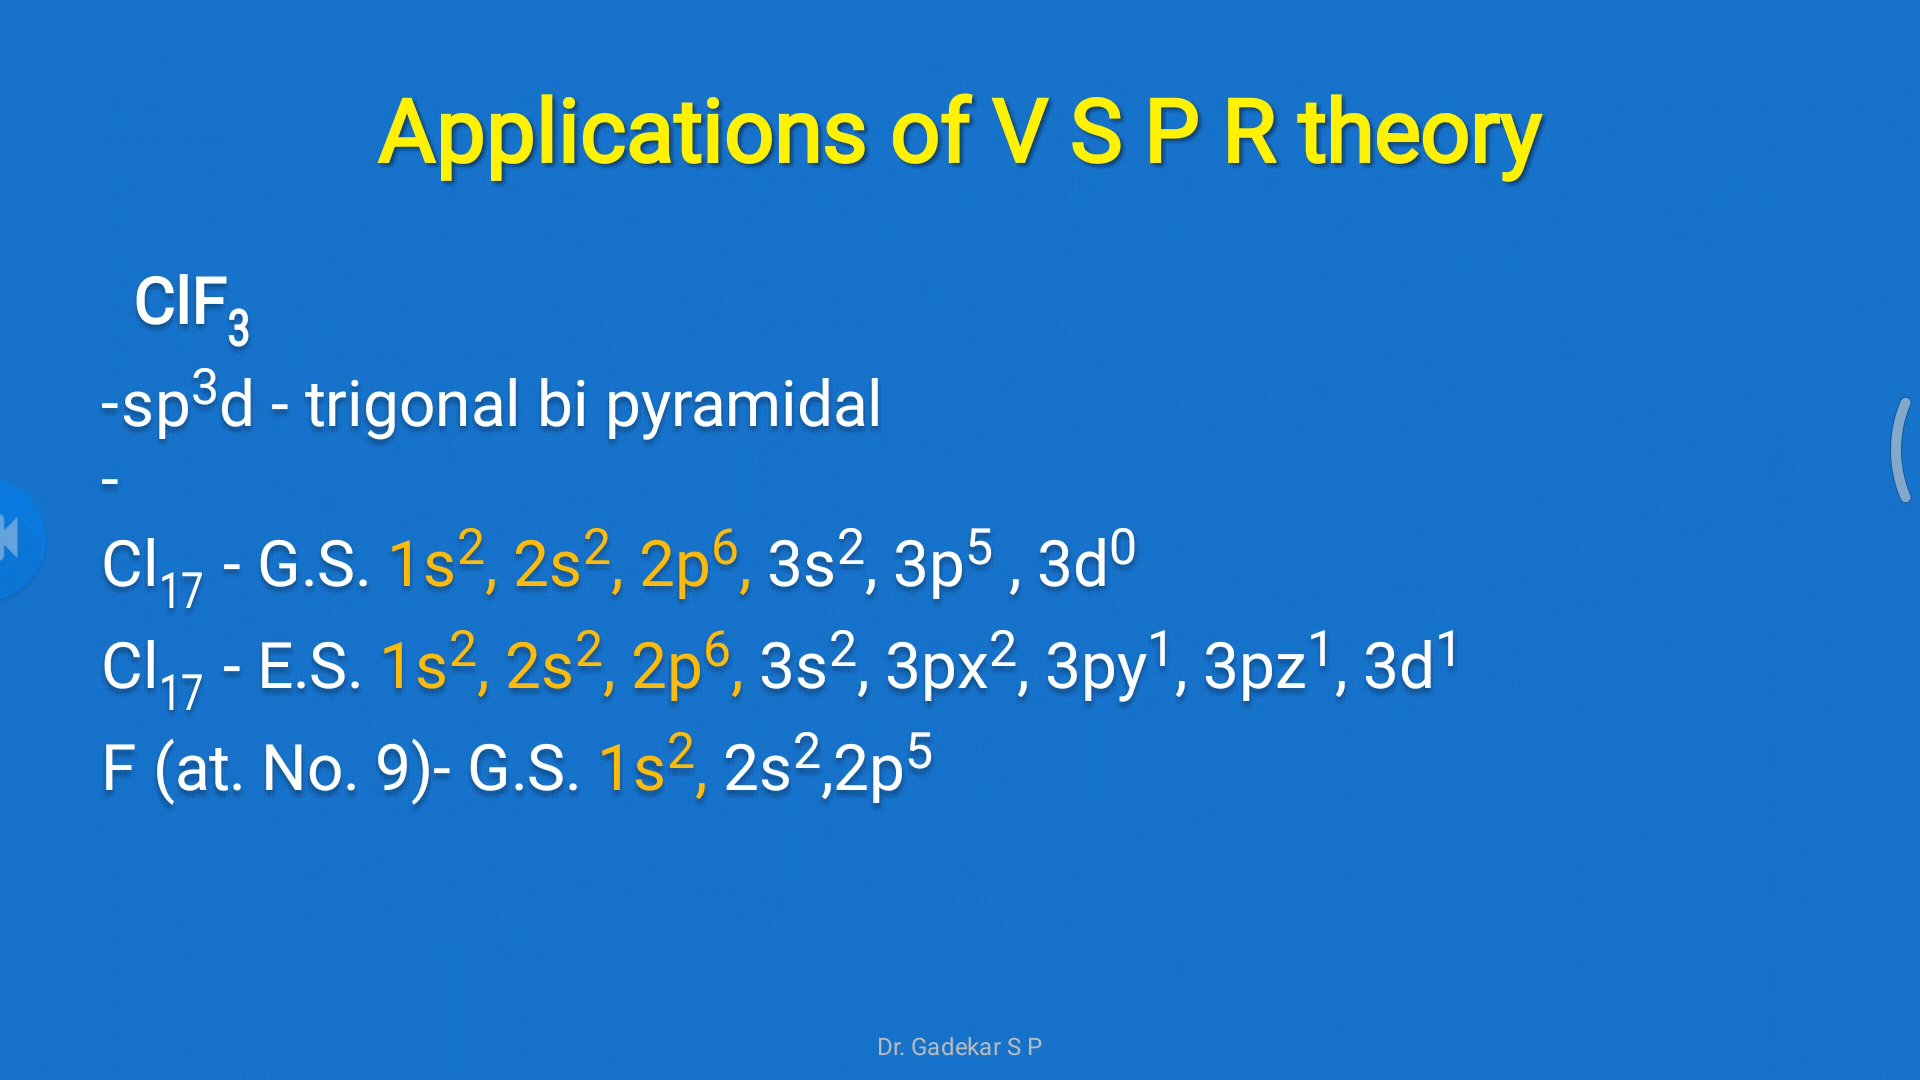 Applications of V S P R theory
ClF₃
-sp³d - trigonal bi pyramidal
-
Cl₁₇ - G.S. 1s², 2s², 2p⁶, 3s², 3p⁵ , 3d⁰
Cl₁₇ - E.S. 1s², 2s², 2p⁶, 3s², 3px², 3py¹, 3pz¹, 3d¹
F (at. No. 9)- G.S. 1s², 2s²,2p⁵
Dr. Gadekar S P